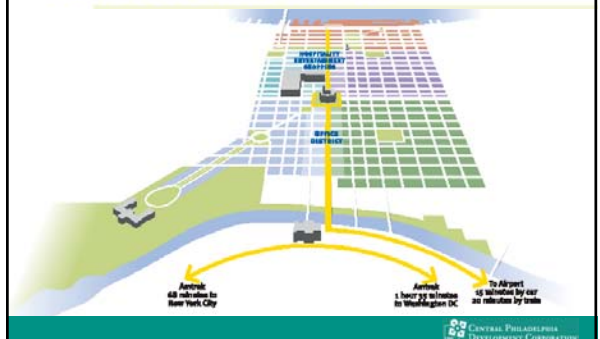 HOSPITALITY
ENTERTAINMENT
SHOPPING
OFFICE
DISTRICT
Amtrak
68 minutes to
New York City
Amtrak
1 hour 35 minutes
to Washington DC
To Airport
15 minutes by car
20 minutes by train
CENTRAL PHILADELPHIA
DEVELOPMENT CORPORATION